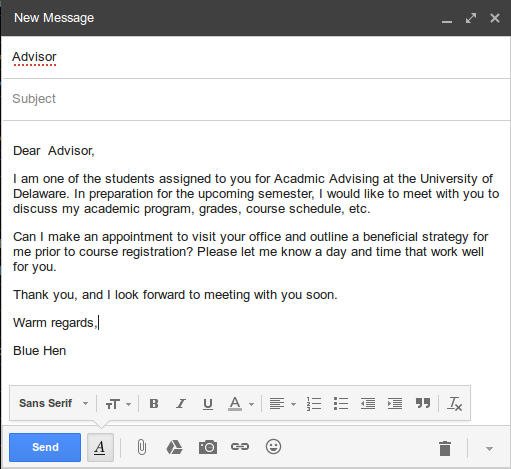 New Message
Advisor
Subject
Dear  Advisor,
I am one of the students assigned to you for Acadmic Advising at the University of
Delaware. In preparation for the upcoming semester, I would like to meet with you to
discuss my academic program, grades, course schedule, etc.
Can I make an appointment to visit your office and outline a beneficial strategy for
me prior to course registration? Please let me know a day and time that work well
for you.
Thank you, and I look forward to meeting with you soon.
Warm regards,
Blue Hen
Sans Serif TT B I U A Tx
Send A